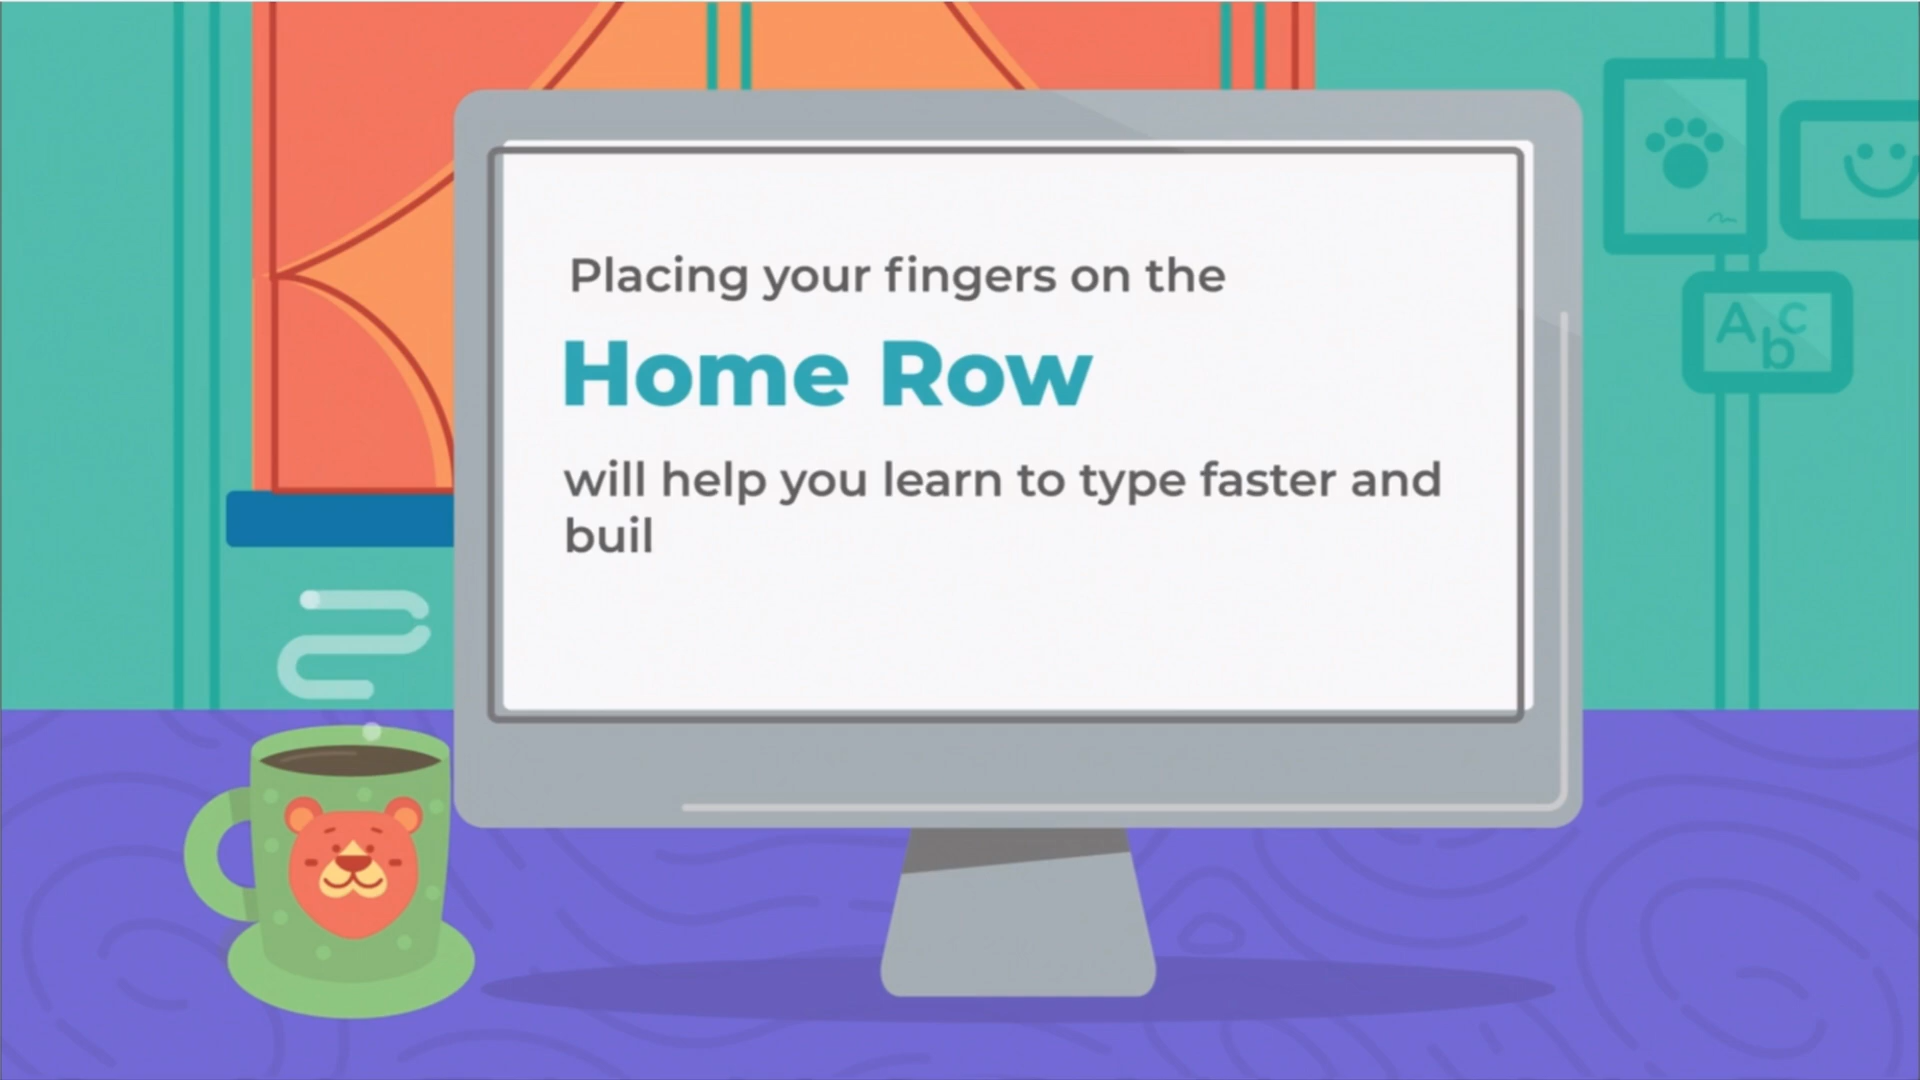 Placing your fingers on the
Home Row
will help you learn to type faster and
buil
A b c